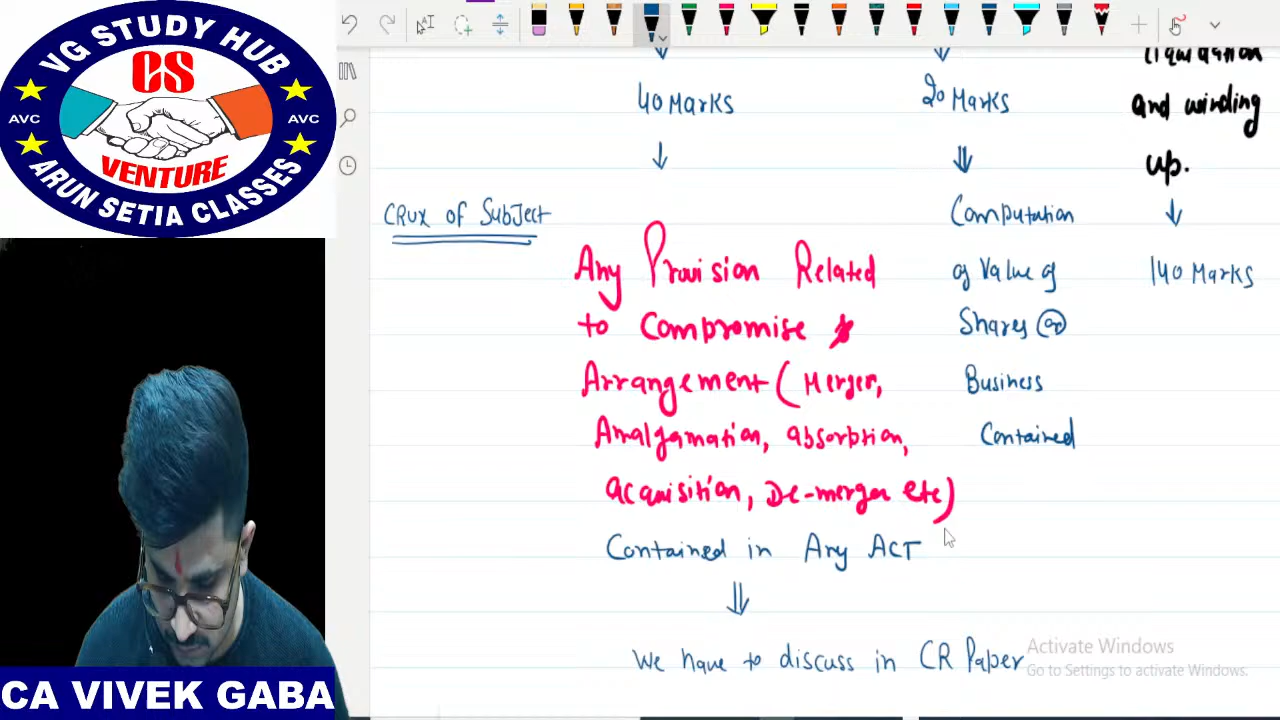 VG STUDY HUB
CS
AVC
AVC
VENTURE
ARUN SETIA CLASSES
CA VIVEK GABA
40 Marks
20 Marks
liquidation
and winding
up.
CRUX of SubJect
Computation
of Value of
Shares or
Business
Contained
140 Marks
Any Provision Related
to Compromise &
Arrangement (Merger,
Amalgamation, absorption,
acquisition, De-merger etc)
Contained in Any ACT
We have to discuss in CR Paper
Activate Windows
Go to Settings to activate Windows.